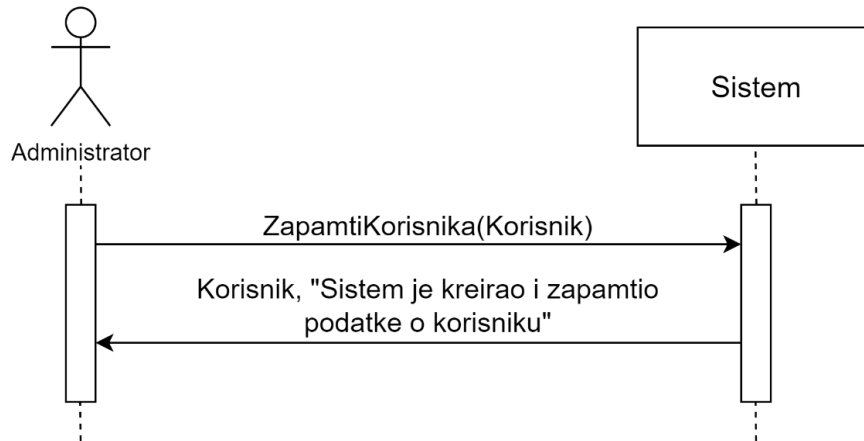 Sistem
Administrator
ZapamtiKorisnika(Korisnik)
Korisnik, "Sistem je kreirao i zapamtio
podatke o korisniku"